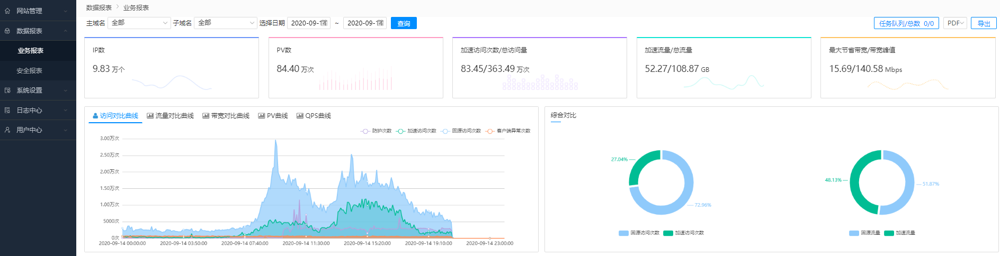 网站管理
数据报表
业务报表
安全报表
系统设置
日志中心
用户中心
数据报表 > 业务报表
主域名 全部 子域名 全部 选择日期 2020-09-14 ~ 2020-09-14 查询 任务队列/总数 0/0 PDF 导出
IP数
9.83 万个
PV数
84.40 万次
加速访问次数/总访问量
83.45/363.49 万次
加速流量/总流量
52.27/108.87 GB
最大节省带宽/带宽峰值
15.69/140.58 Mbps
访问对比曲线 流量对比曲线 带宽对比曲线 PV曲线 QPS曲线
防护次数 加速访问次数 回源访问次数 客户端异常次数
3.00万次
2.50万次
2.00万次
1.50万次
1.00万次
5000次
0次
2020-09-14 00:00:00 2020-09-14 03:50:00 2020-09-14 07:40:00 2020-09-14 11:30:00 2020-09-14 15:20:00 2020-09-14 19:10:00 2020-09-14 23:00:00
综合对比
27.04%
72.96%
回源访问次数 加速访问次数
48.13%
51.87%
回源流量 加速流量